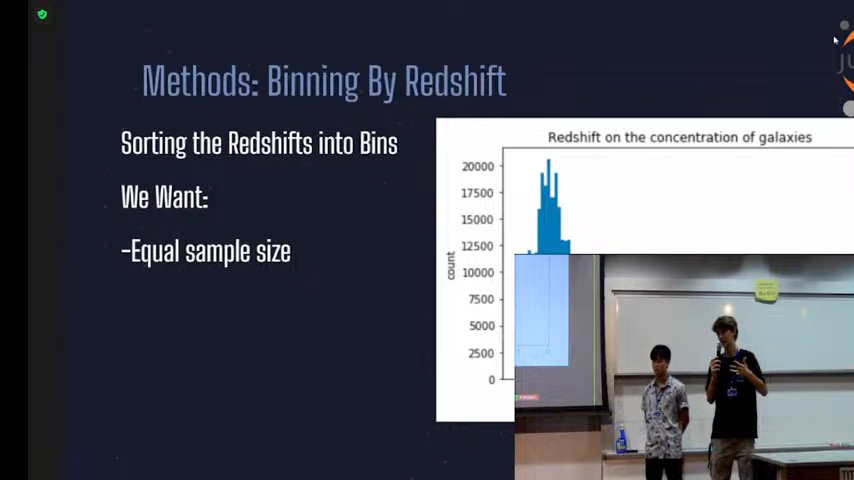 Methods: Binning By Redshift
Sorting the Redshifts into Bins
We Want:
-Equal sample size
Redshift on the concentration of galaxies
count
20000
17500
15000
12500
10000
7500
5000
2500
0